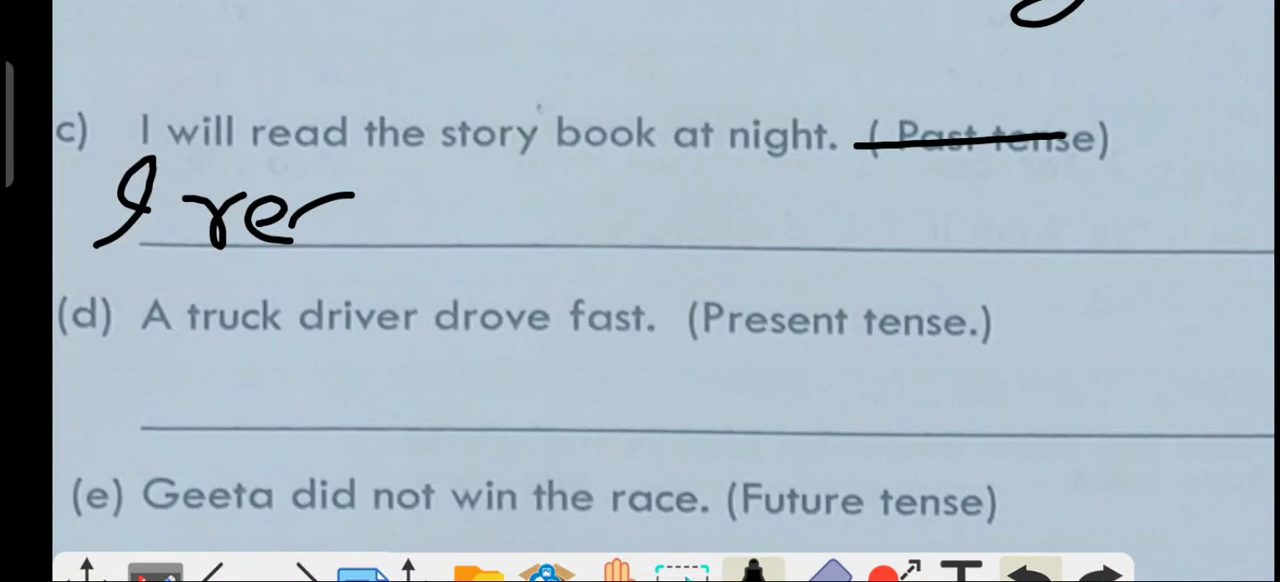 c) I will read the story book at night. ( Past tense)
I rea
(d) A truck driver drove fast. (Present tense.)
(e) Geeta did not win the race. (Future tense)